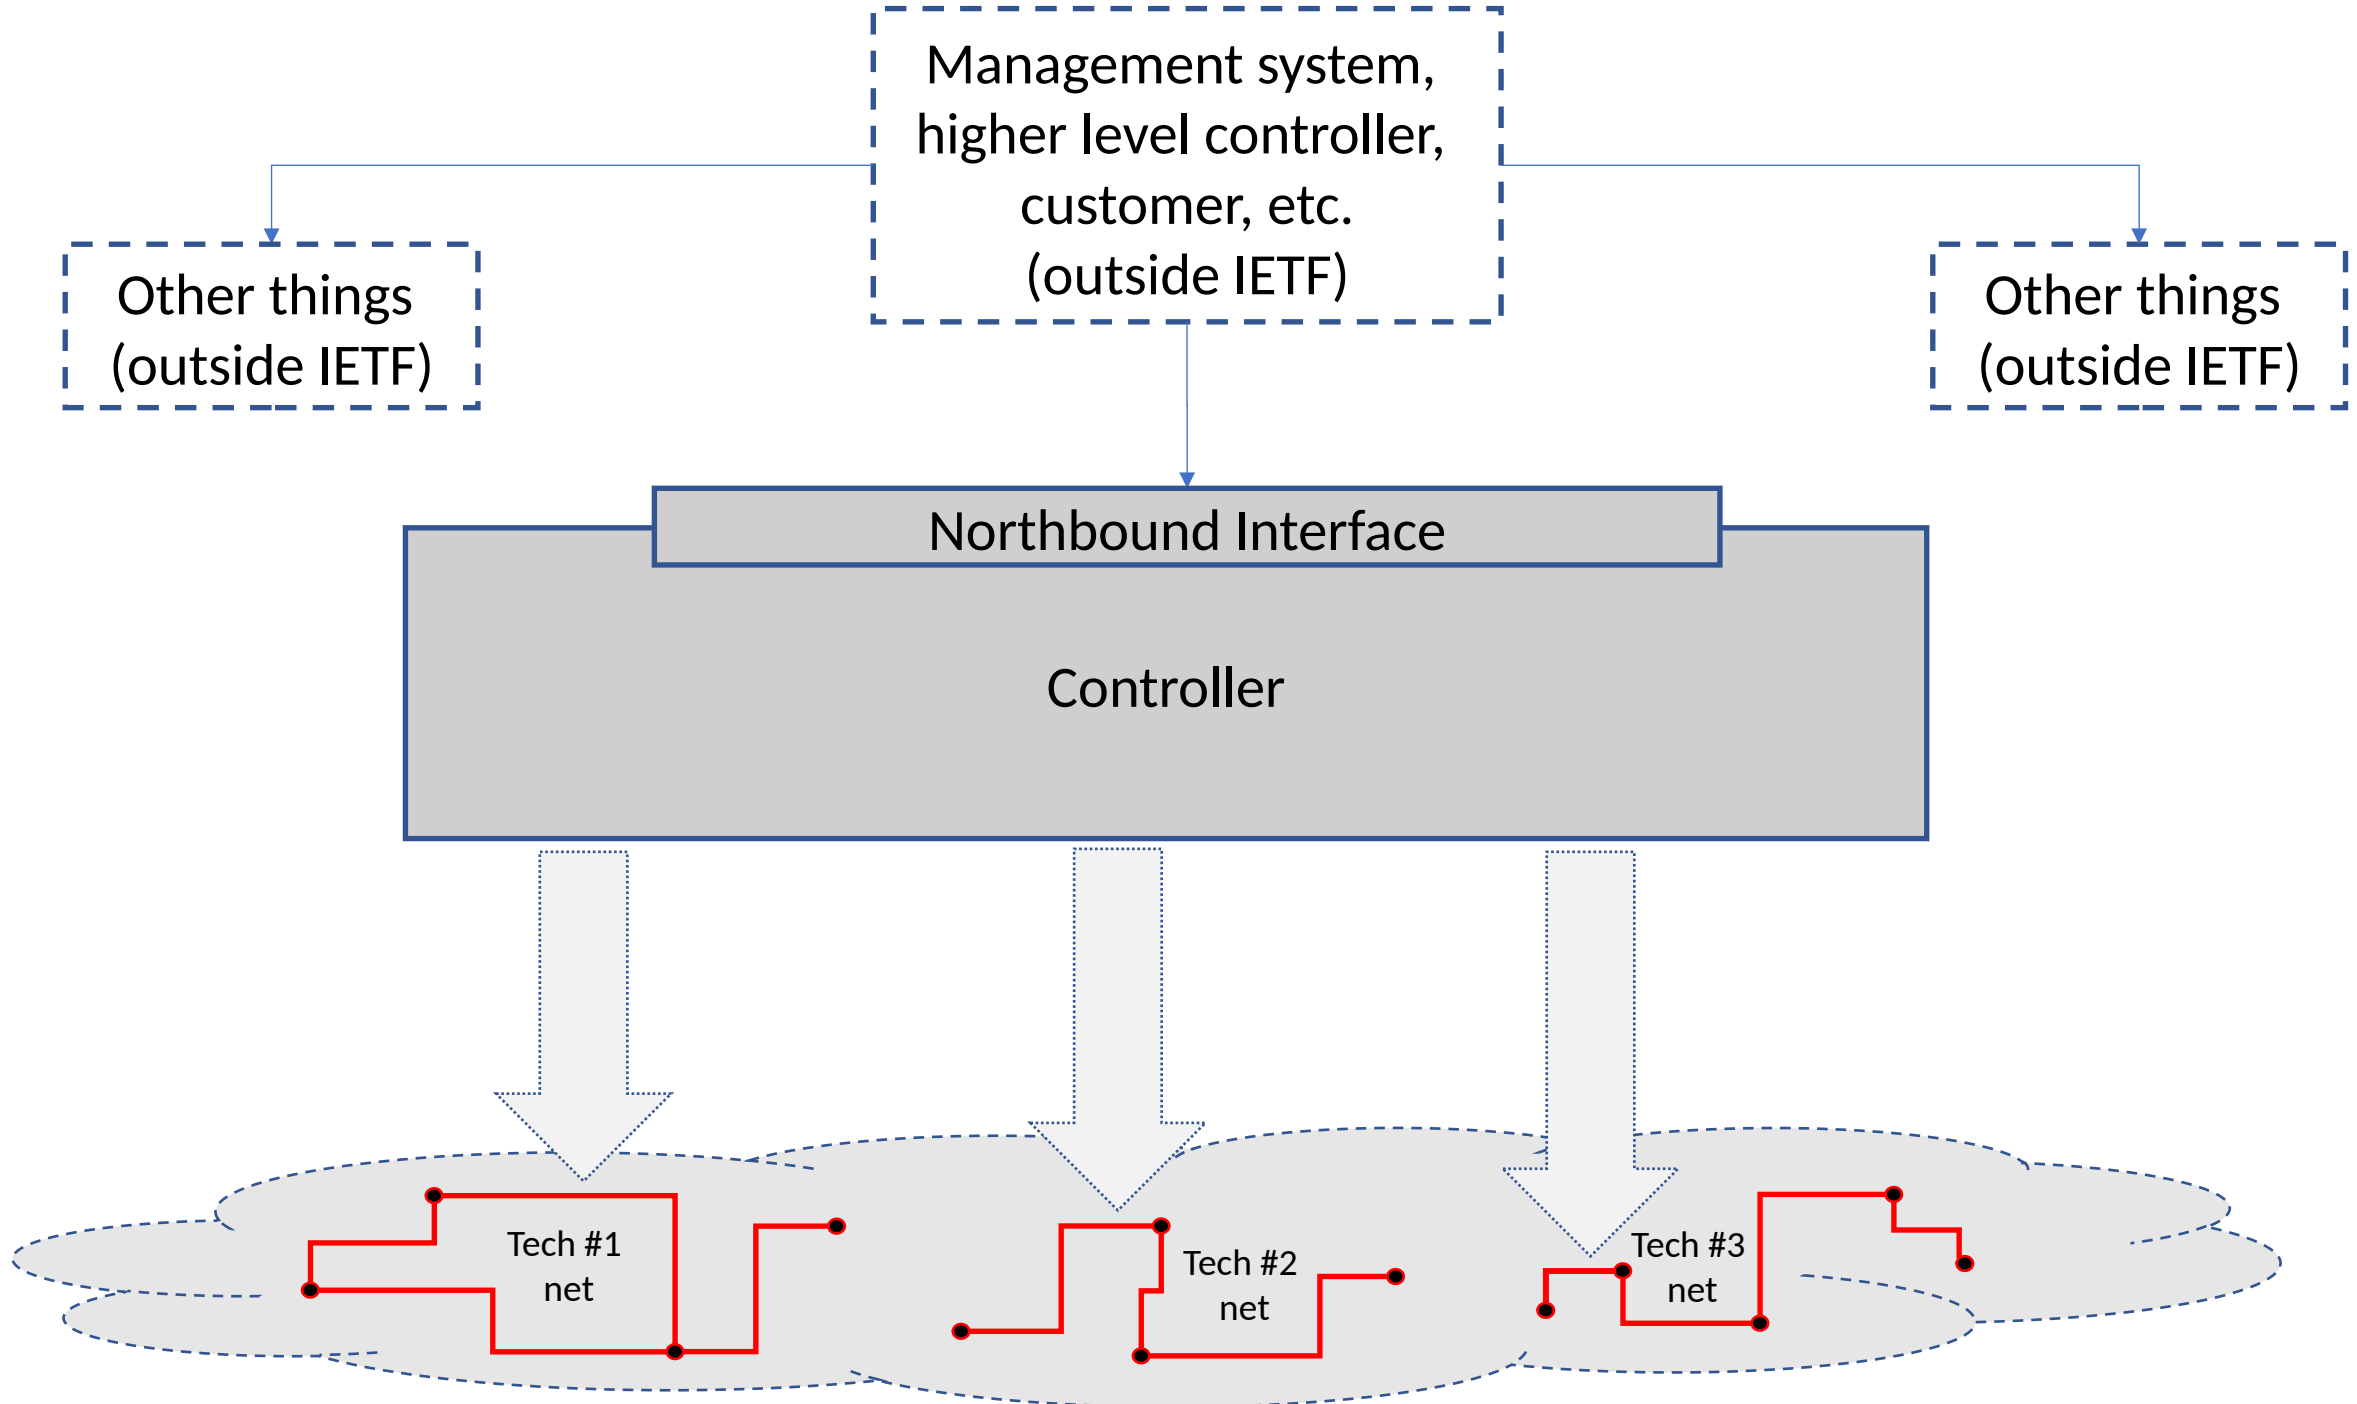 Management system,
higher level controller,
customer, etc.
(outside IETF)
Other things
(outside IETF)
Other things
(outside IETF)
Northbound Interface
Controller
Tech #1
net
Tech #2
net
Tech #3
net